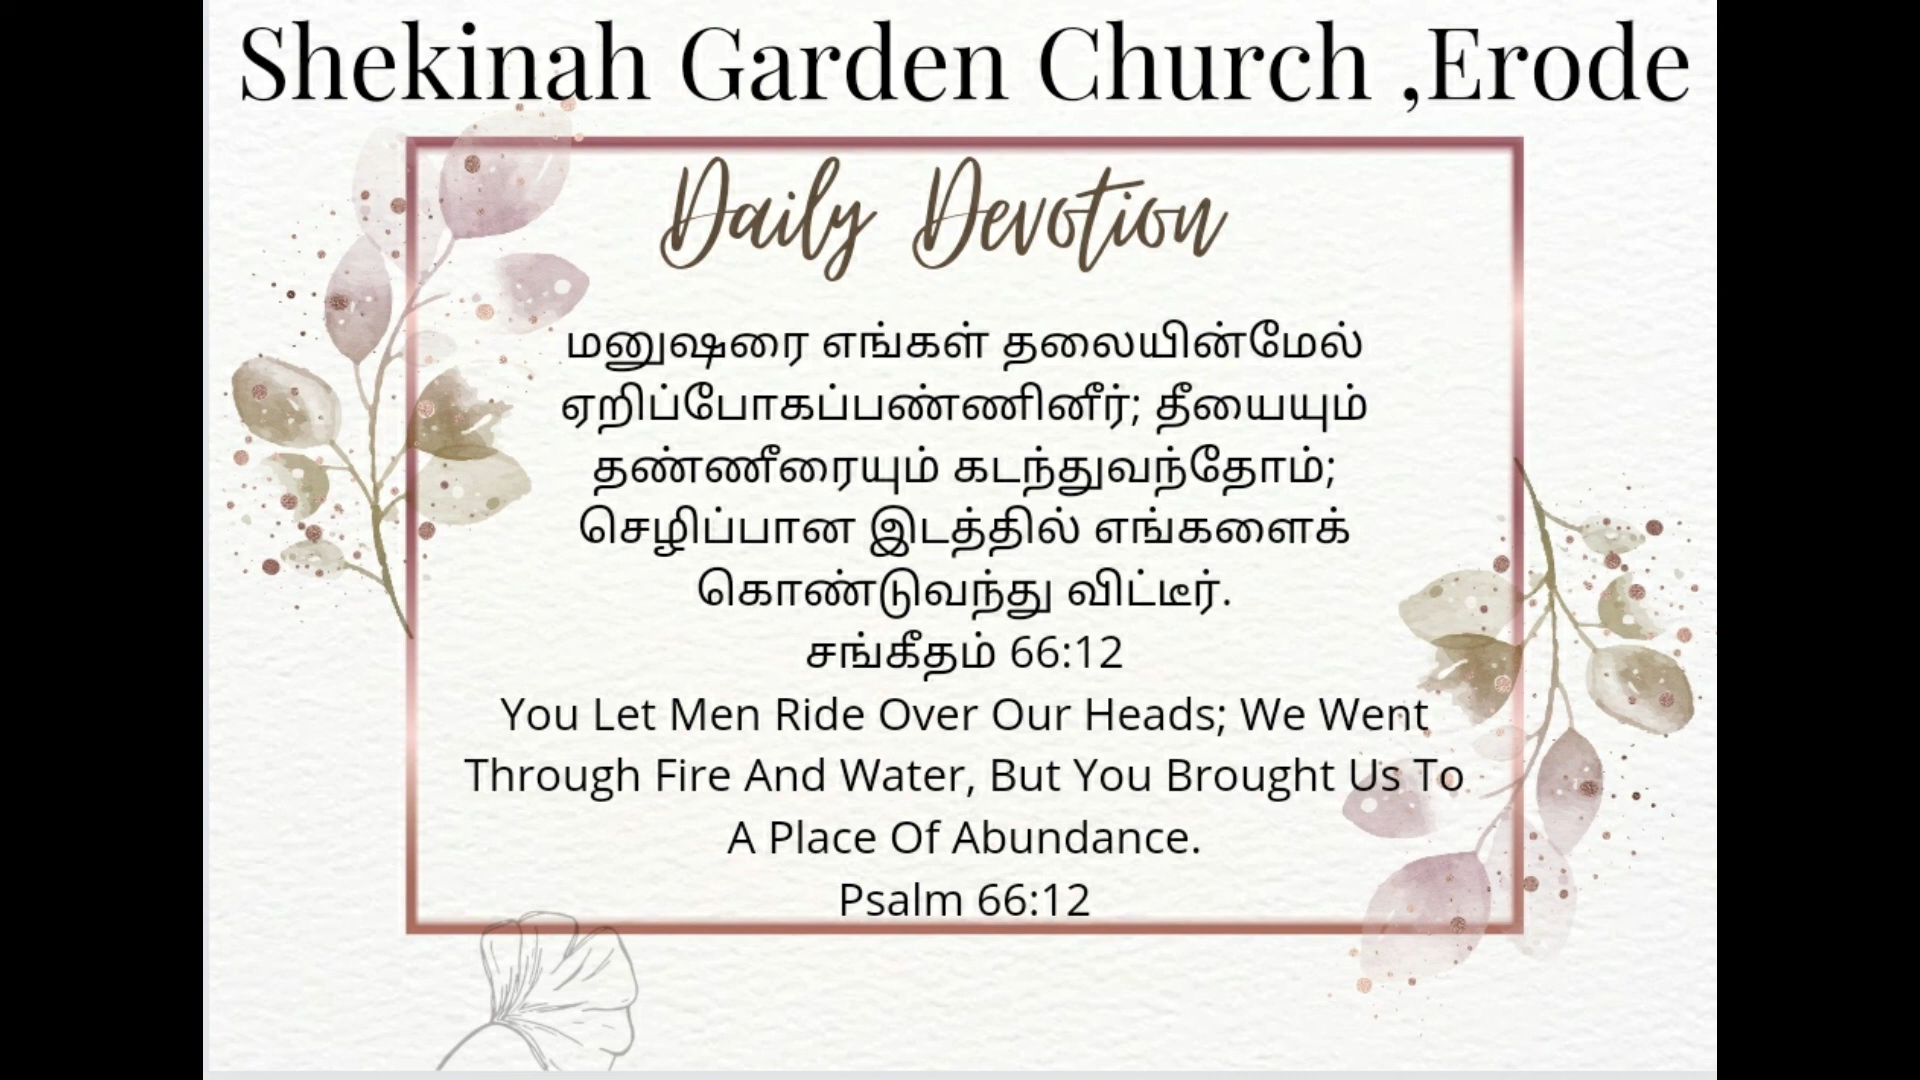 Shekinah Garden Church ,Erode
Daily Devotion
மனுஷரை எங்கள் தலையின்மேல்
ஏறிப்போகப்பண்ணினீர்; தீயையும்
தண்ணீரையும் கடந்துவந்தோம்;
செழிப்பான இடத்தில் எங்களைக்
கொண்டுவந்து விட்டீர்.
சங்கீதம் 66:12
You Let Men Ride Over Our Heads; We Went
Through Fire And Water, But You Brought Us To
A Place Of Abundance.
Psalm 66:12